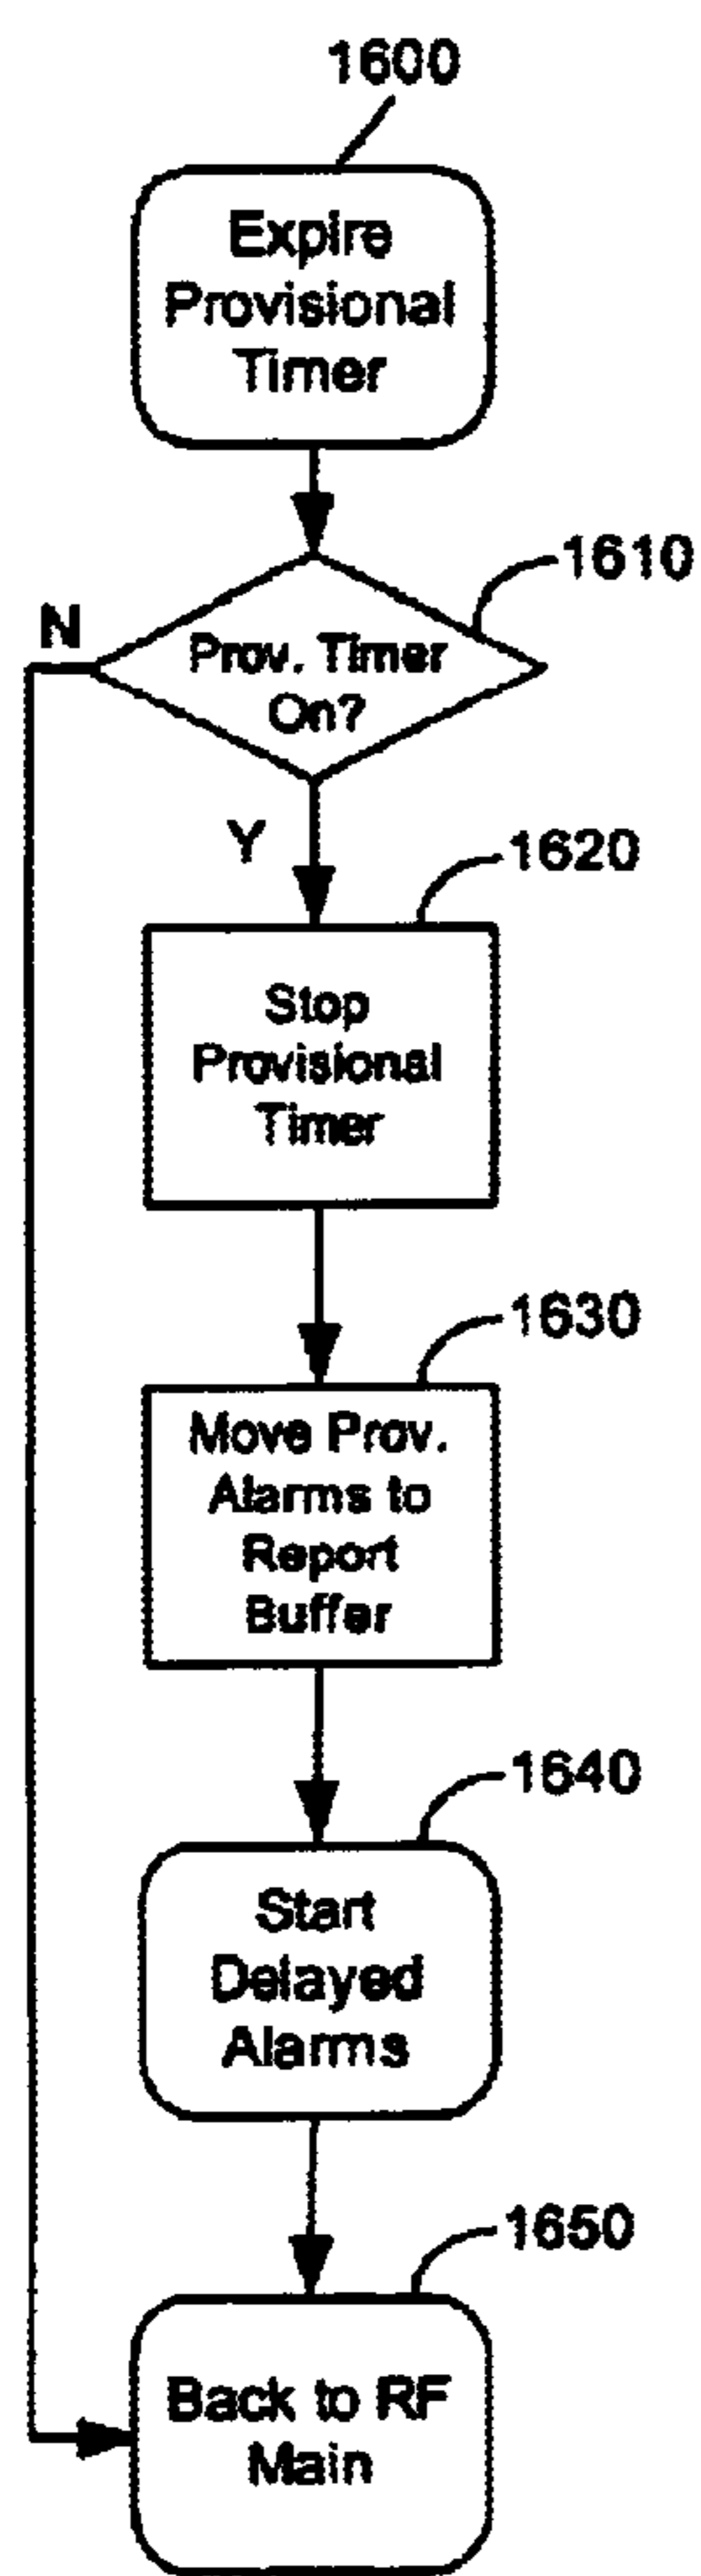 1600
Expire
Provisional
Timer
1610
N
Prov. Timer
On?
Y
1620
Stop
Provisional
Timer
1630
Move Prov.
Alarms to
Report
Buffer
1640
Start
Delayed
Alarms
1650
Back to RF
Main